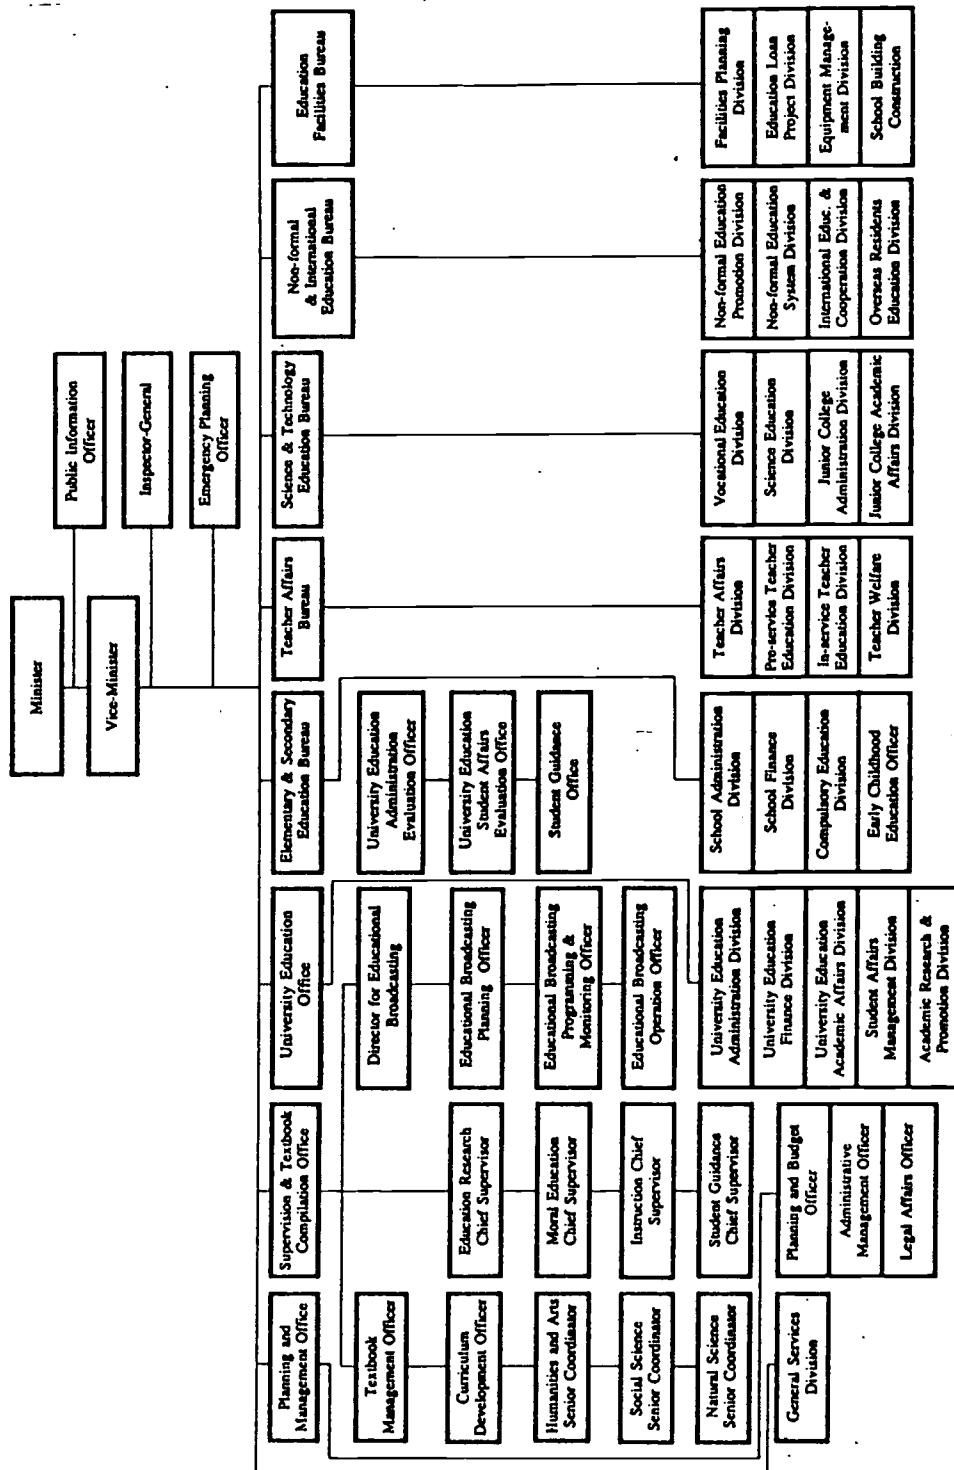 Minister
Vice-Minister
Public Information
Officer
Inspector-General
Emergency Planning
Officer
Planning and
Management Office
Supervision & Textbook
Compilation Office
University Education
Office
Elementary & Secondary
Education Bureau
Teacher Affairs
Bureau
Science & Technology
Education Bureau
Non-formal
& International
Education Bureau
Education
Facilities Bureau
Textbook
Management Officer
Curriculum
Development Officer
Humanities and Arts
Senior Coordinator
Social Science
Senior Coordinator
Natural Science
Senior Coordinator
General Services
Division
Education Research
Chief Supervisor
Moral Education
Chief Supervisor
Instruction Chief
Supervisor
Student Guidance
Chief Supervisor
Planning and Budget
Officer
Administrative
Management Officer
Legal Affairs Officer
Director for Educational
Broadcasting
Educational Broadcasting
Planning Officer
Educational Broadcasting
Programming &
Monitoring Officer
Educational Broadcasting
Operation Officer
University Education
Administration Division
University Education
Finance Division
University Education
Academic Affairs Division
Student Affairs
Management Division
Academic Research &
Promotion Division
University Education
Administration
Evaluation Officer
University Education
Student Affairs
Evaluation Office
Student Guidance
Office
School Administration
Division
School Finance
Division
Compulsory Education
Division
Early Childhood
Education Officer
Teacher Affairs
Division
Pre-service Teacher
Education Division
In-service Teacher
Education Division
Teacher Welfare
Division
Vocational Education
Division
Science Education
Division
Junior College
Administration Division
Junior College Academic
Affairs Division
Non-formal Education
Promotion Division
Non-formal Education
System Division
International Educ. &
Cooperation Division
Overseas Residents
Education Division
Facilities Planning
Division
Education Loan
Project Division
Equipment Manage-
ment Division
School Building
Construction